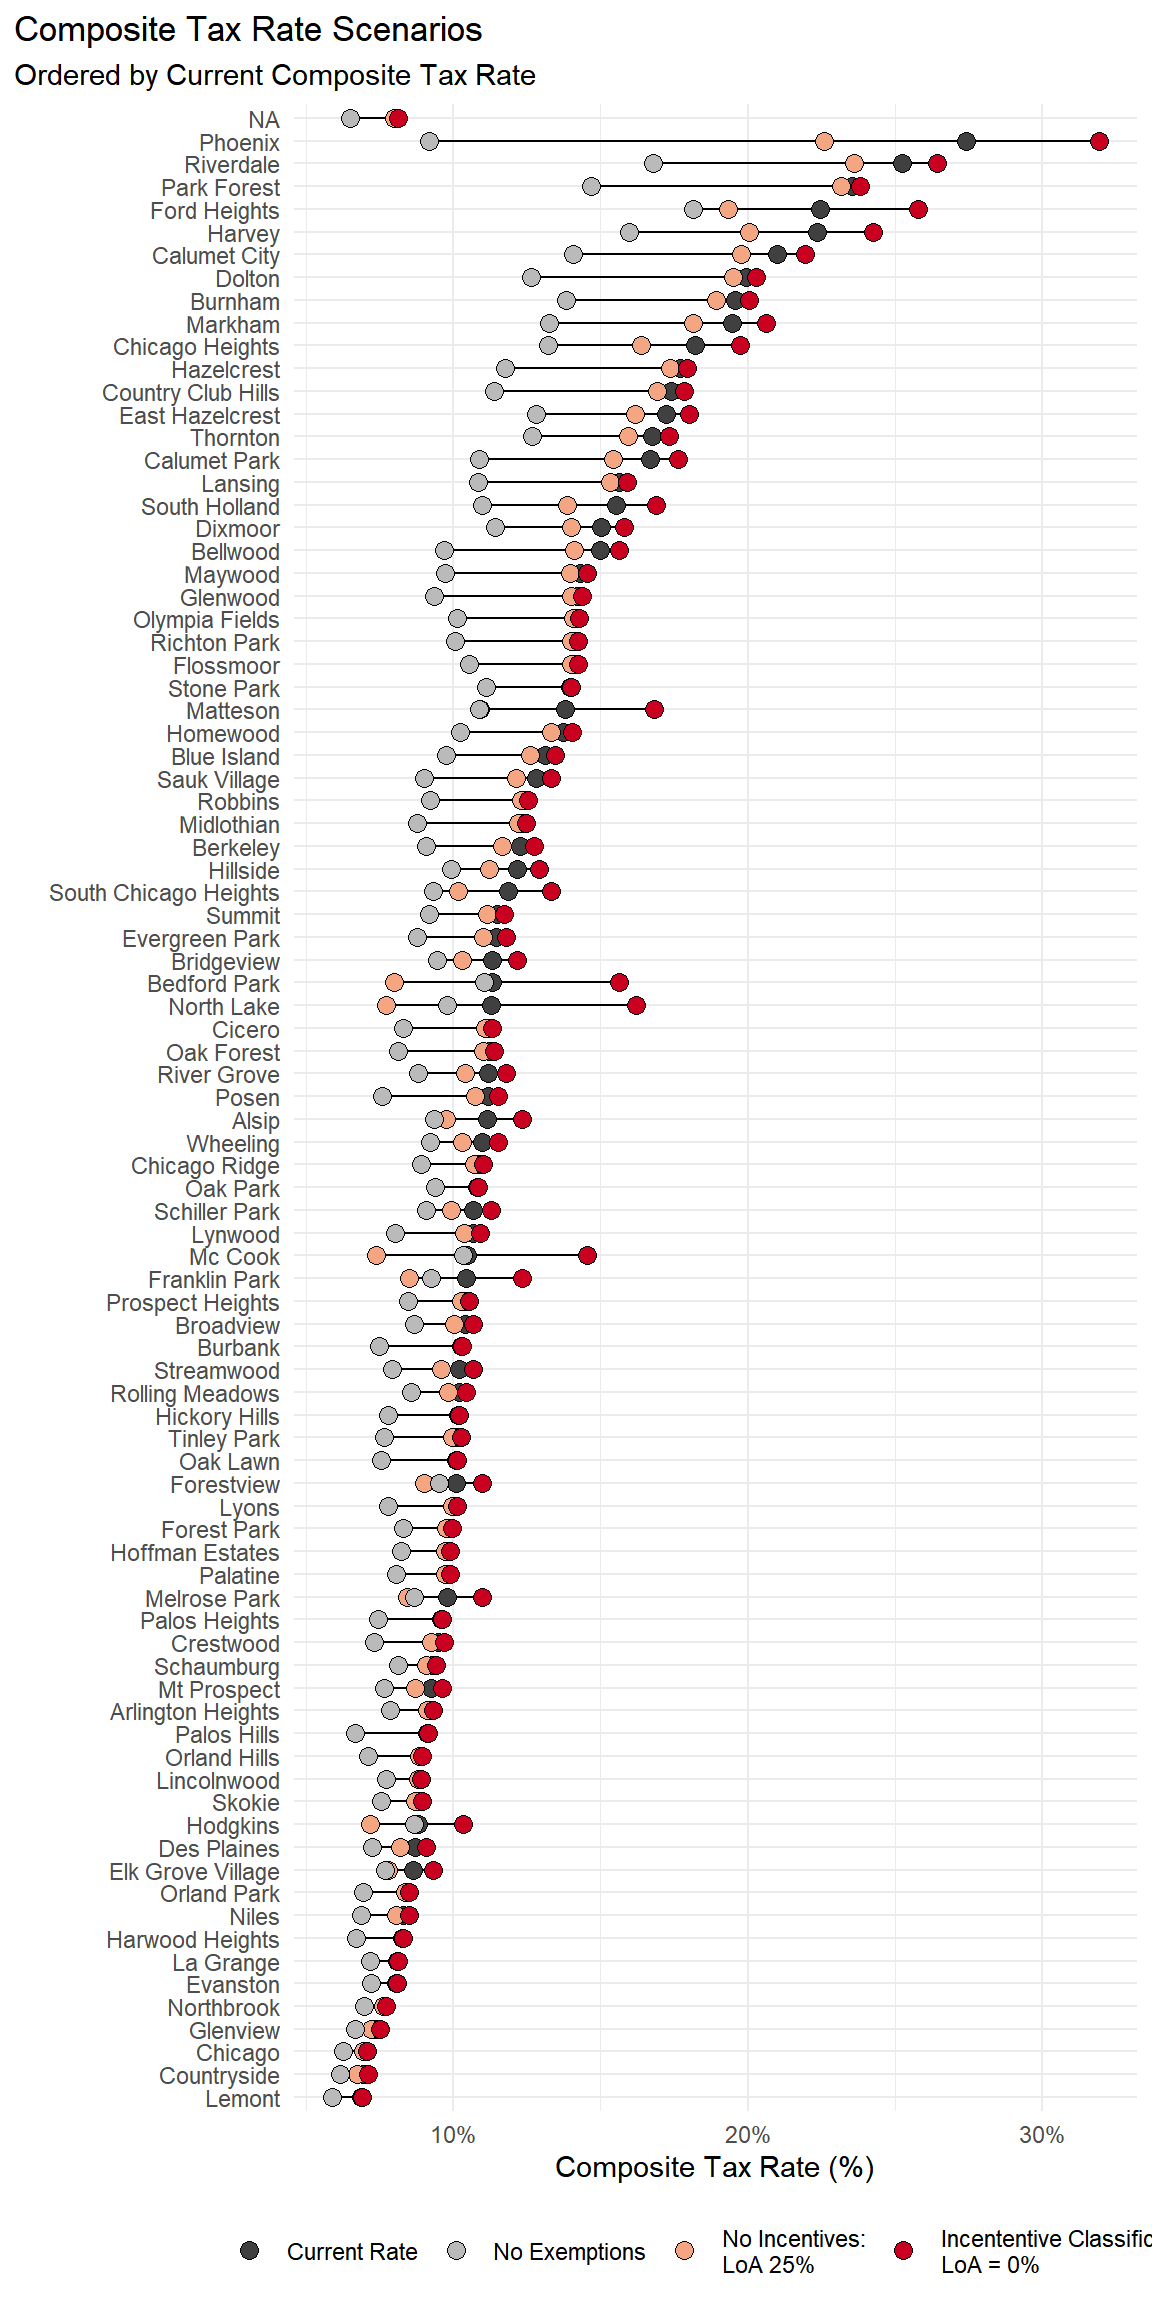 Composite Tax Rate Scenarios
Ordered by Current Composite Tax Rate
NA
Phoenix
Riverdale
Park Forest
Ford Heights
Harvey
Calumet City
Dolton
Burnham
Markham
Chicago Heights
Hazelcrest
Country Club Hills
East Hazelcrest
Thornton
Calumet Park
Lansing
South Holland
Dixmoor
Bellwood
Maywood
Glenwood
Olympia Fields
Richton Park
Flossmoor
Stone Park
Matteson
Homewood
Blue Island
Sauk Village
Robbins
Midlothian
Berkeley
Hillside
South Chicago Heights
Summit
Evergreen Park
Bridgeview
Bedford Park
North Lake
Cicero
Oak Forest
River Grove
Posen
Alsip
Wheeling
Chicago Ridge
Oak Park
Schiller Park
Lynwood
Mc Cook
Franklin Park
Prospect Heights
Broadview
Burbank
Streamwood
Rolling Meadows
Hickory Hills
Tinley Park
Oak Lawn
Forestview
Lyons
Forest Park
Hoffman Estates
Palatine
Melrose Park
Palos Heights
Crestwood
Schaumburg
Mt Prospect
Arlington Heights
Palos Hills
Orland Hills
Lincolnwood
Skokie
Hodgkins
Des Plaines
Elk Grove Village
Orland Park
Niles
Harwood Heights
La Grange
Evanston
Northbrook
Glenview
Chicago
Countryside
Lemont
10% 20% 30%
Composite Tax Rate (%)
Current Rate
No Exemptions
No Incentives:
LoA 25%
Incententive Classific
LoA = 0%